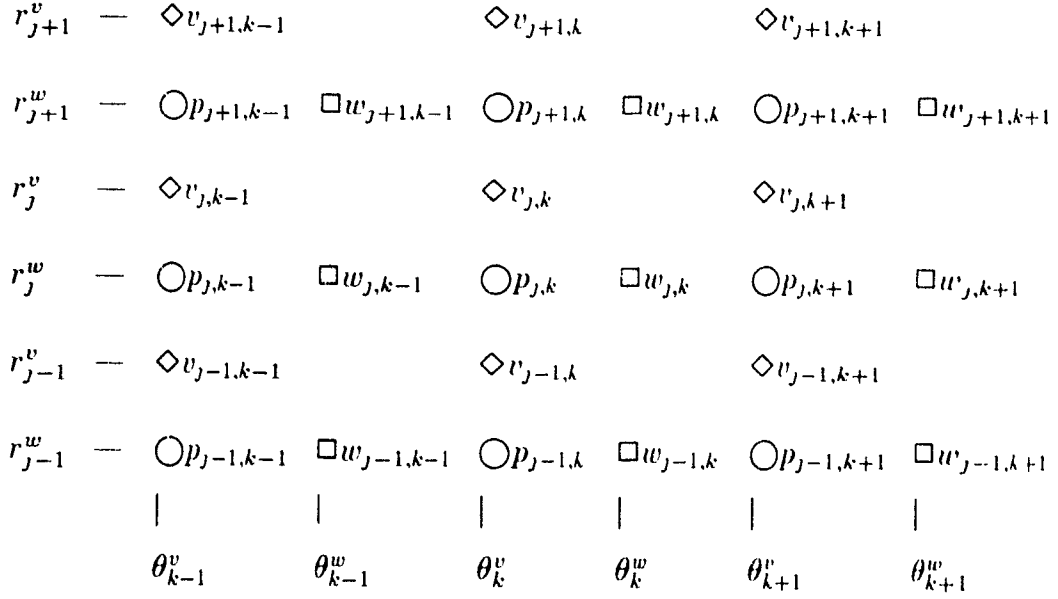 r^v_{j+1} — ◇ v_{j+1,k−1} ◇ v_{j+1,k} ◇ v_{j+1,k+1}
r^w_{j+1} — ○ p_{j+1,k−1} □ w_{j+1,k−1} ○ p_{j+1,k} □ w_{j+1,k} ○ p_{j+1,k+1} □ w_{j+1,k+1}
r^v_j — ◇ v_{j,k−1} ◇ v_{j,k} ◇ v_{j,k+1}
r^w_j — ○ p_{j,k−1} □ w_{j,k−1} ○ p_{j,k} □ w_{j,k} ○ p_{j,k+1} □ w_{j,k+1}
r^v_{j−1} — ◇ v_{j−1,k−1} ◇ v_{j−1,k} ◇ v_{j−1,k+1}
r^w_{j−1} — ○ p_{j−1,k−1} □ w_{j−1,k−1} ○ p_{j−1,k} □ w_{j−1,k} ○ p_{j−1,k+1} □ w_{j−1,k+1}
| | | | | |
θ^v_{k−1} θ^w_{k−1} θ^v_k θ^w_k θ^v_{k+1} θ^w_{k+1}